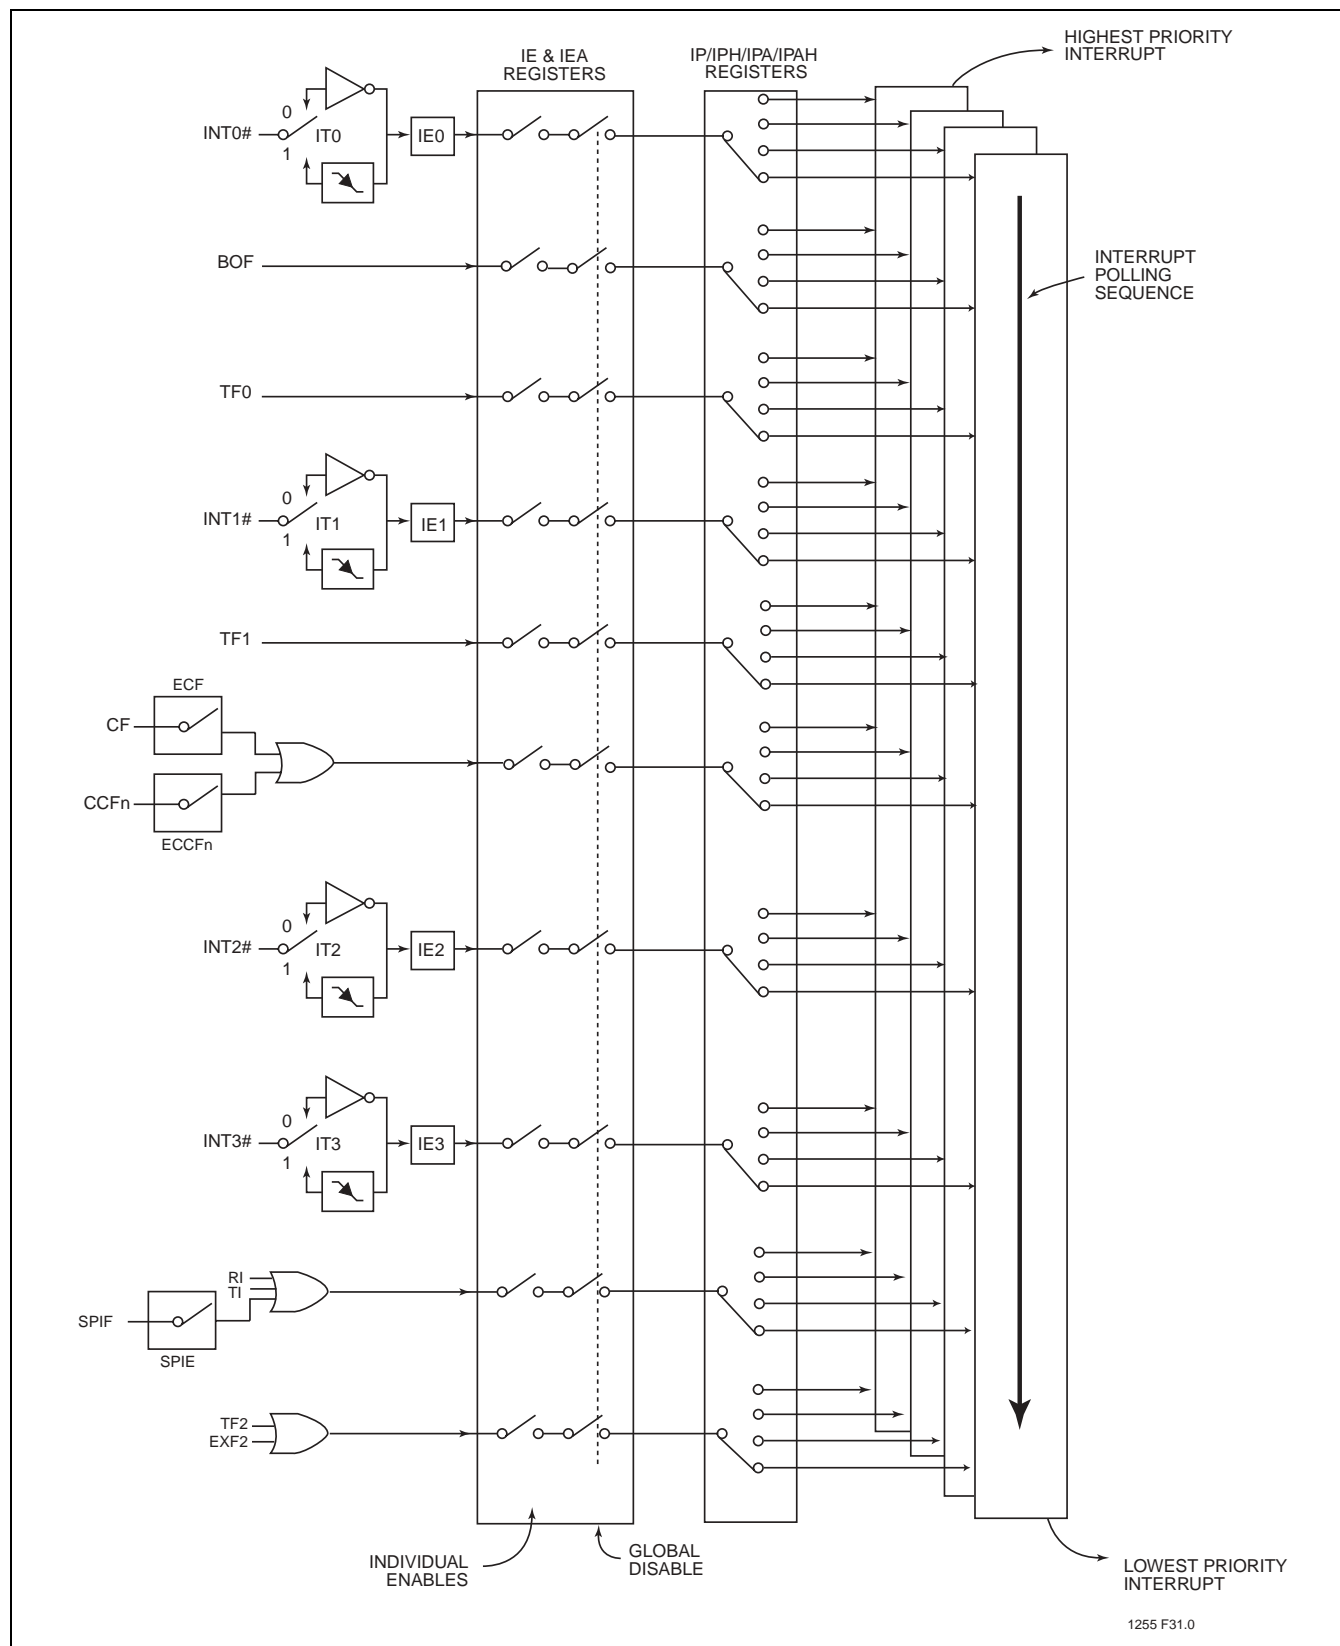 HIGHEST PRIORITY
INTERRUPT
IE & IEA
REGISTERS
IP/IPH/IPA/IPAH
REGISTERS
0
INT0#
IT0
IE0
1
BOF
INTERRUPT
POLLING
SEQUENCE
TF0
0
INT1#
IT1
IE1
1
TF1
ECF
CF
CCFn
ECCFn
0
INT2#
IT2
IE2
1
0
INT3#
IT3
IE3
1
RI
TI
SPIF
SPIE
TF2
EXF2
INDIVIDUAL
ENABLES
GLOBAL
DISABLE
LOWEST PRIORITY
INTERRUPT
1255 F31.0